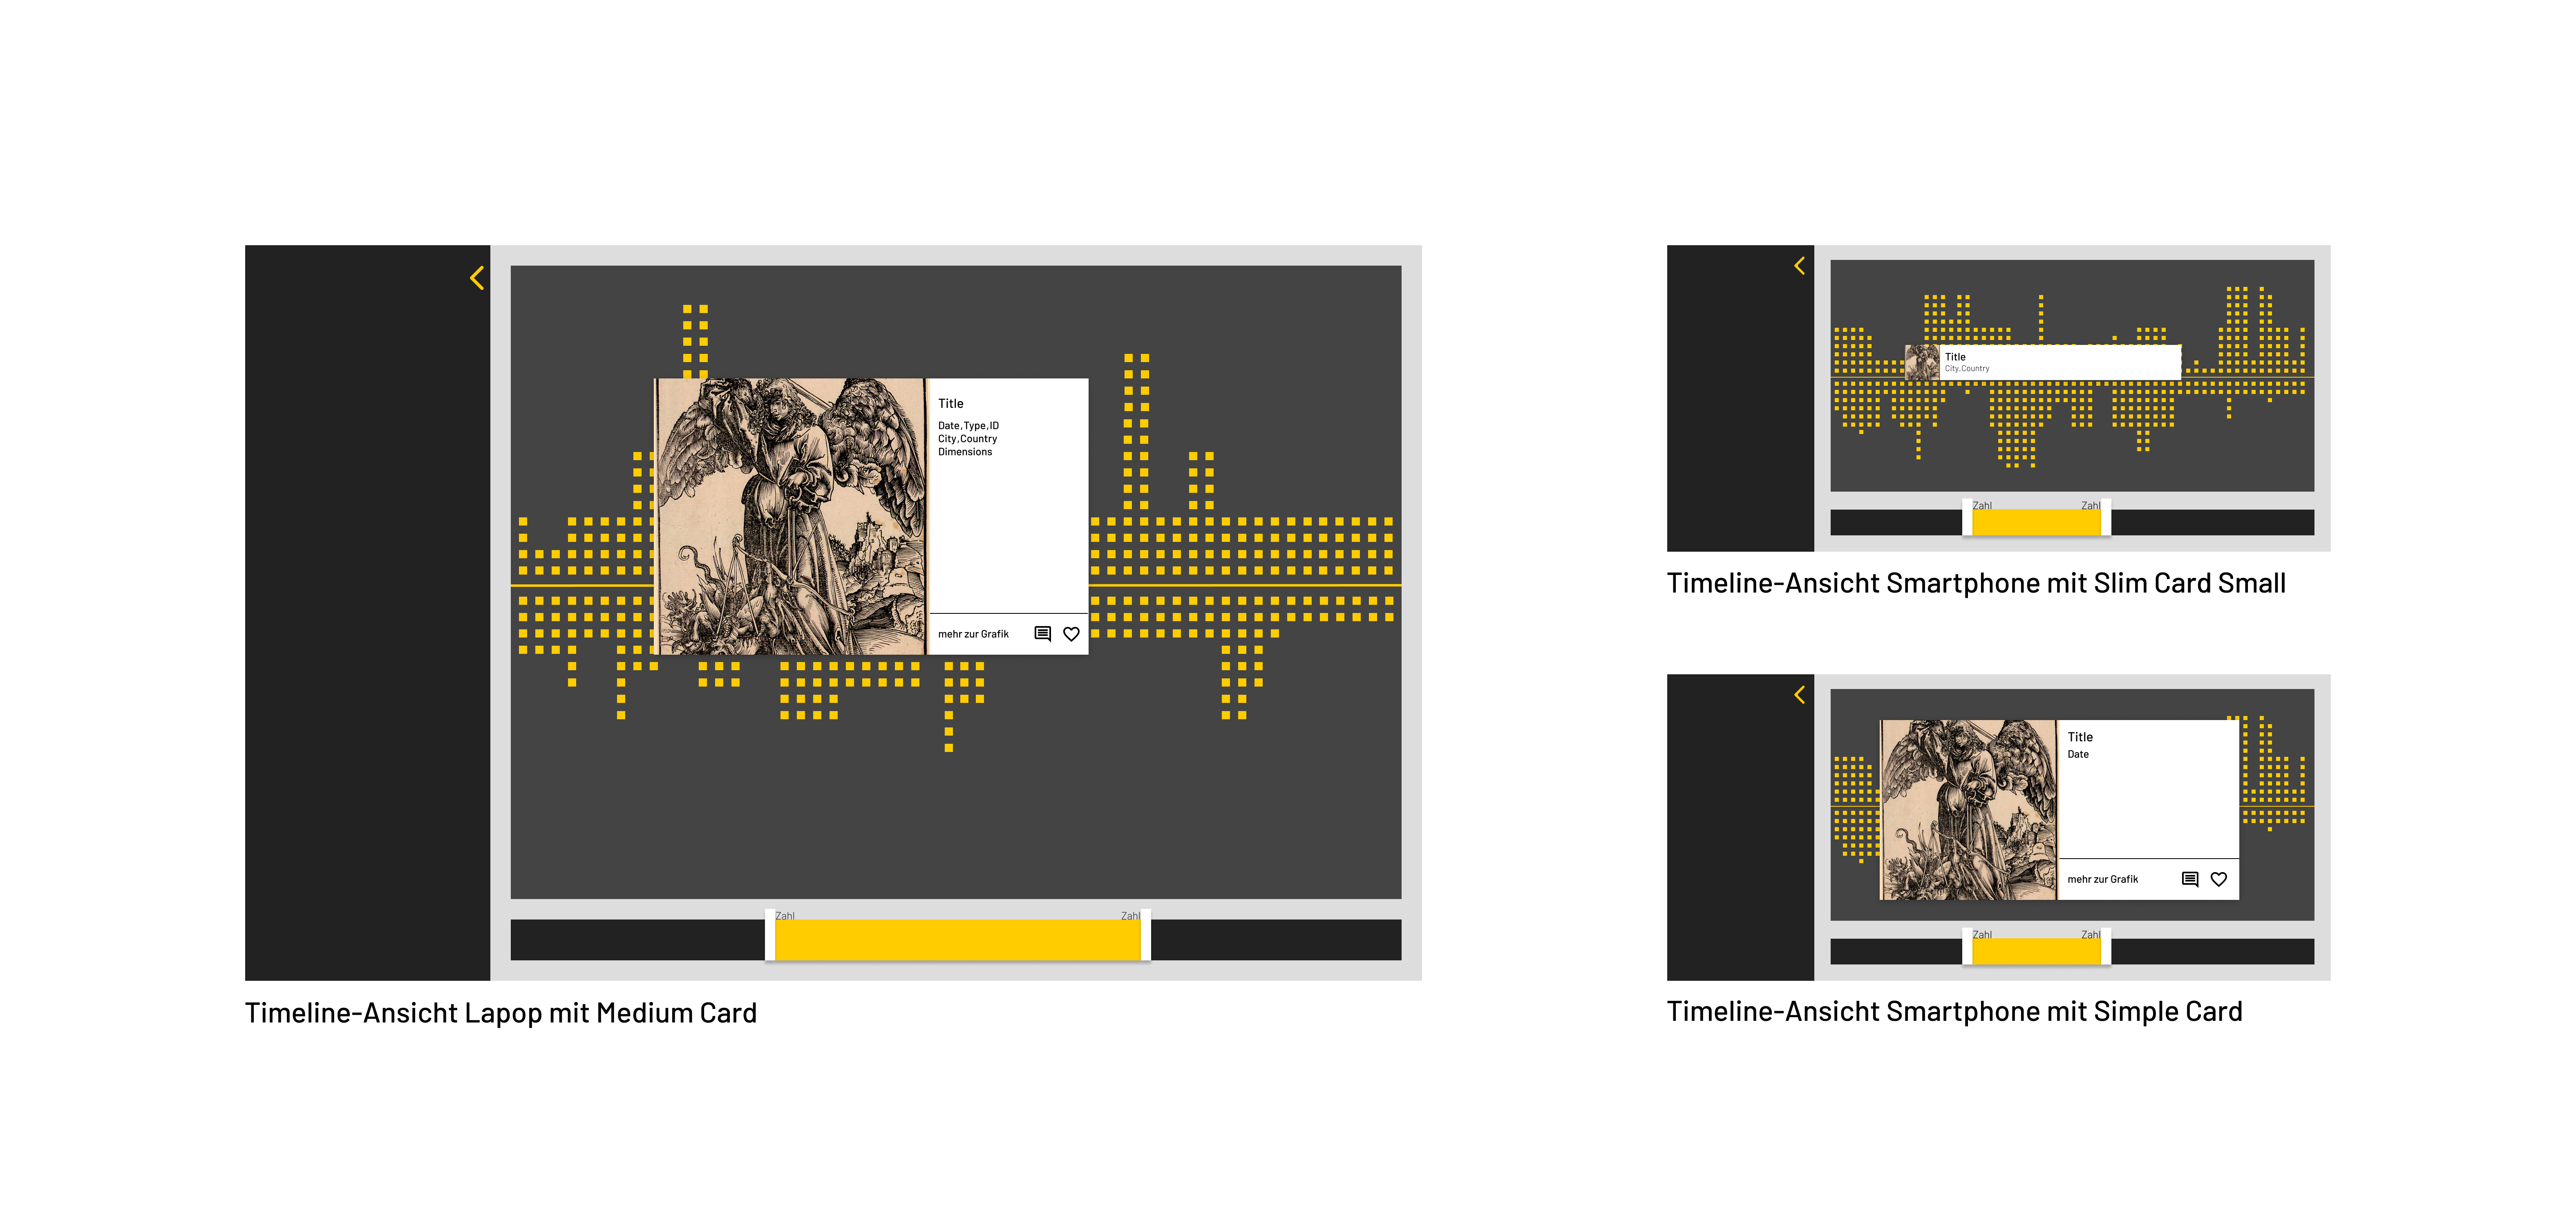 Title
Date,Type,ID
City,Country
Dimensions
mehr zur Grafik
Zahl
Zahl
Timeline-Ansicht Lapop mit Medium Card
Title
City,Country
Zahl
Zahl
Timeline-Ansicht Smartphone mit Slim Card Small
Title
Date
mehr zur Grafik
Zahl
Zahl
Timeline-Ansicht Smartphone mit Simple Card